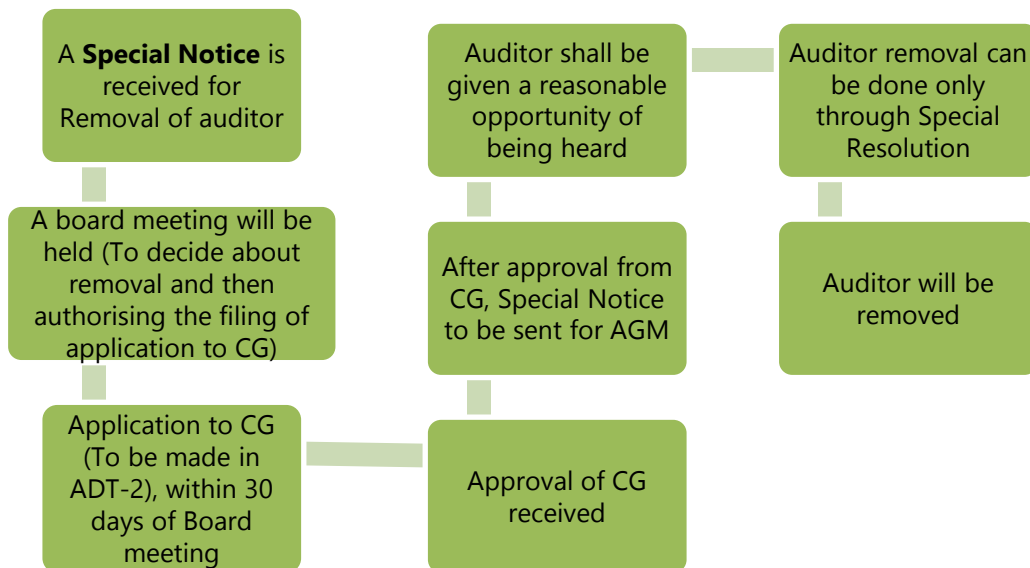 A Special Notice is
received for
Removal of auditor
A board meeting will be
held (To decide about
removal and then
authorising the filing of
application to CG)
Application to CG
(To be made in
ADT-2), within 30
days of Board
meeting
Approval of CG
received
After approval from
CG, Special Notice
to be sent for AGM
Auditor shall be
given a reasonable
opportunity of
being heard
Auditor removal can
be done only
through Special
Resolution
Auditor will be
removed